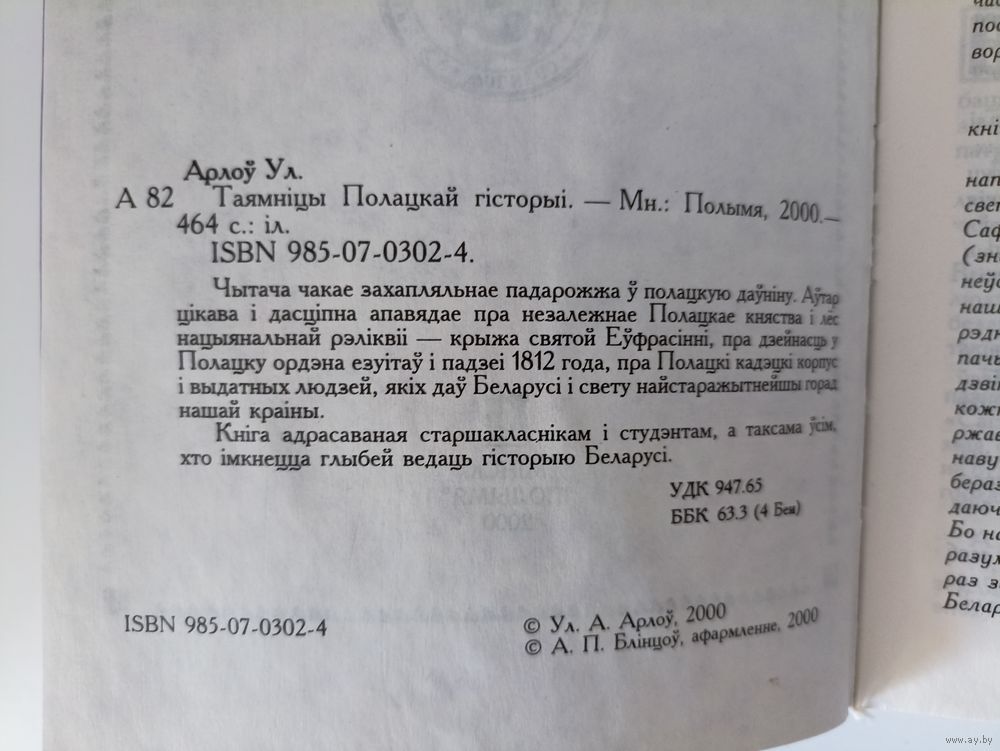 Арлоў Ул.
А 82 Таямніцы Полацкай гісторыі. — Мн.: Полымя, 2000.—
464 с.: іл.
ISBN 985-07-0302-4.
Чытача чакае захапляльнае падарожжа ў полацкую даўніну. Аўтар
цікава і дасціпна апавядае пра незалежнае Полацкае княства і лёс
нацыянальнай рэліквіі — крыжа святой Еўфрасінні, пра дзейнасць у
Полацку ордэна езуітаў і падзеі 1812 года, пра Полацкі кадэцкі корпус
і выдатных людзей, якіх даў Беларусі і свету найстаражытнейшы горад
нашай краіны.
Кніга адрасаваная старшакласнікам і студэнтам, а таксама ўсім,
хто імкнецца глыбей ведаць гісторыю Беларусі.
УДК 947.65
ББК 63.3 (4 Беи)
ISBN 985-07-0302-4
© Ул. А. Арлоў, 2000
© А. П. Блінцоў, афармленне, 2000
www.ay.by